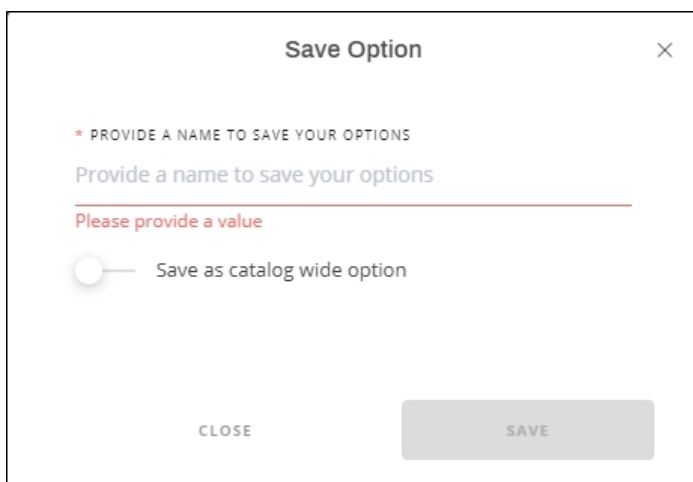 Save Option
* PROVIDE A NAME TO SAVE YOUR OPTIONS
Provide a name to save your options
Please provide a value
Save as catalog wide option
CLOSE SAVE